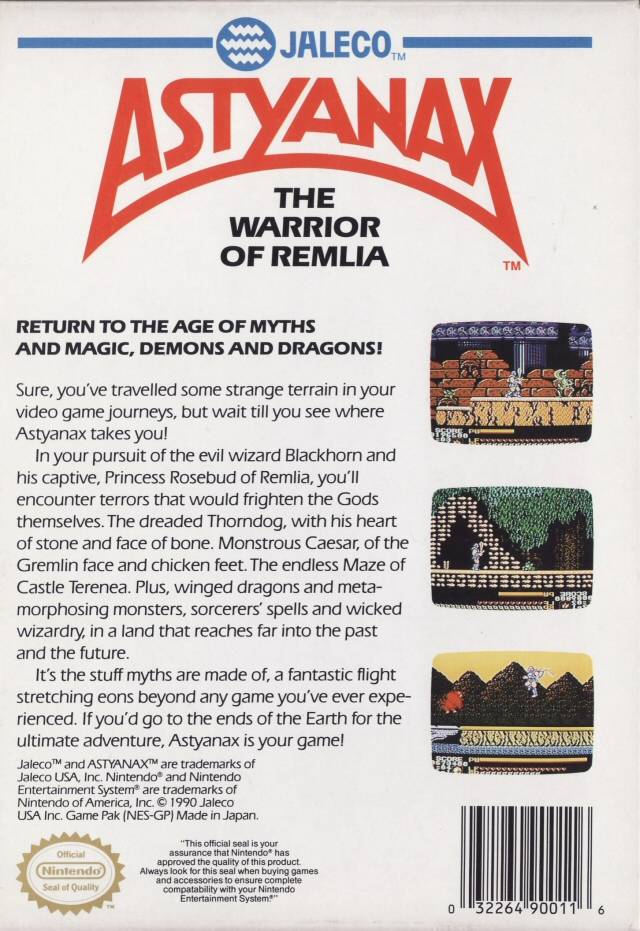 JALECO™
ASTYANAX™
THE
WARRIOR
OF REMLIA
RETURN TO THE AGE OF MYTHS
AND MAGIC, DEMONS AND DRAGONS!
Sure, you've travelled some strange terrain in your
video game journeys, but wait till you see where
Astyanax takes you!
In your pursuit of the evil wizard Blackhorn and
his captive, Princess Rosebud of Remlia, you'll
encounter terrors that would frighten the Gods
themselves. The dreaded Thorndog, with his heart
of stone and face of bone. Monstrous Caesar, of the
Gremlin face and chicken feet. The endless Maze of
Castle Terenea. Plus, winged dragons and meta-
morphosing monsters, sorcerers' spells and wicked
wizardry, in a land that reaches far into the past
and the future.
It's the stuff myths are made of, a fantastic flight
stretching eons beyond any game you've ever expe-
rienced. If you'd go to the ends of the Earth for the
ultimate adventure, Astyanax is your game!
Jaleco™ and ASTYANAX™ are trademarks of
Jaleco USA, Inc. Nintendo® and Nintendo
Entertainment System® are trademarks of
Nintendo of America, Inc. © 1990 Jaleco
USA Inc. Game Pak (NES-GP) Made in Japan.
Official
Nintendo®
Seal of Quality
™
"This official seal is your
assurance that Nintendo® has
approved the quality of this product.
Always look for this seal when buying games
and accessories to ensure complete
compatability with your Nintendo
Entertainment System®."
SCORE PW
SCORE PW
0 32264 90011 6